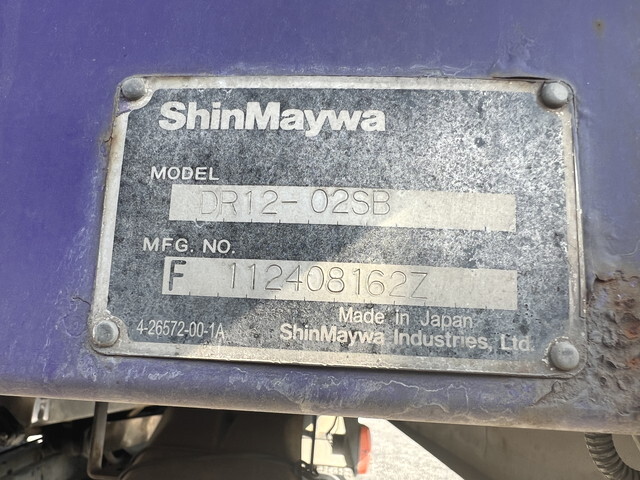 ShinMaywa
MODEL
DR12-02SB
MFG. NO.
F 112408162Z
Made in Japan
4-26572-00-1A
ShinMaywa Industries, Ltd.